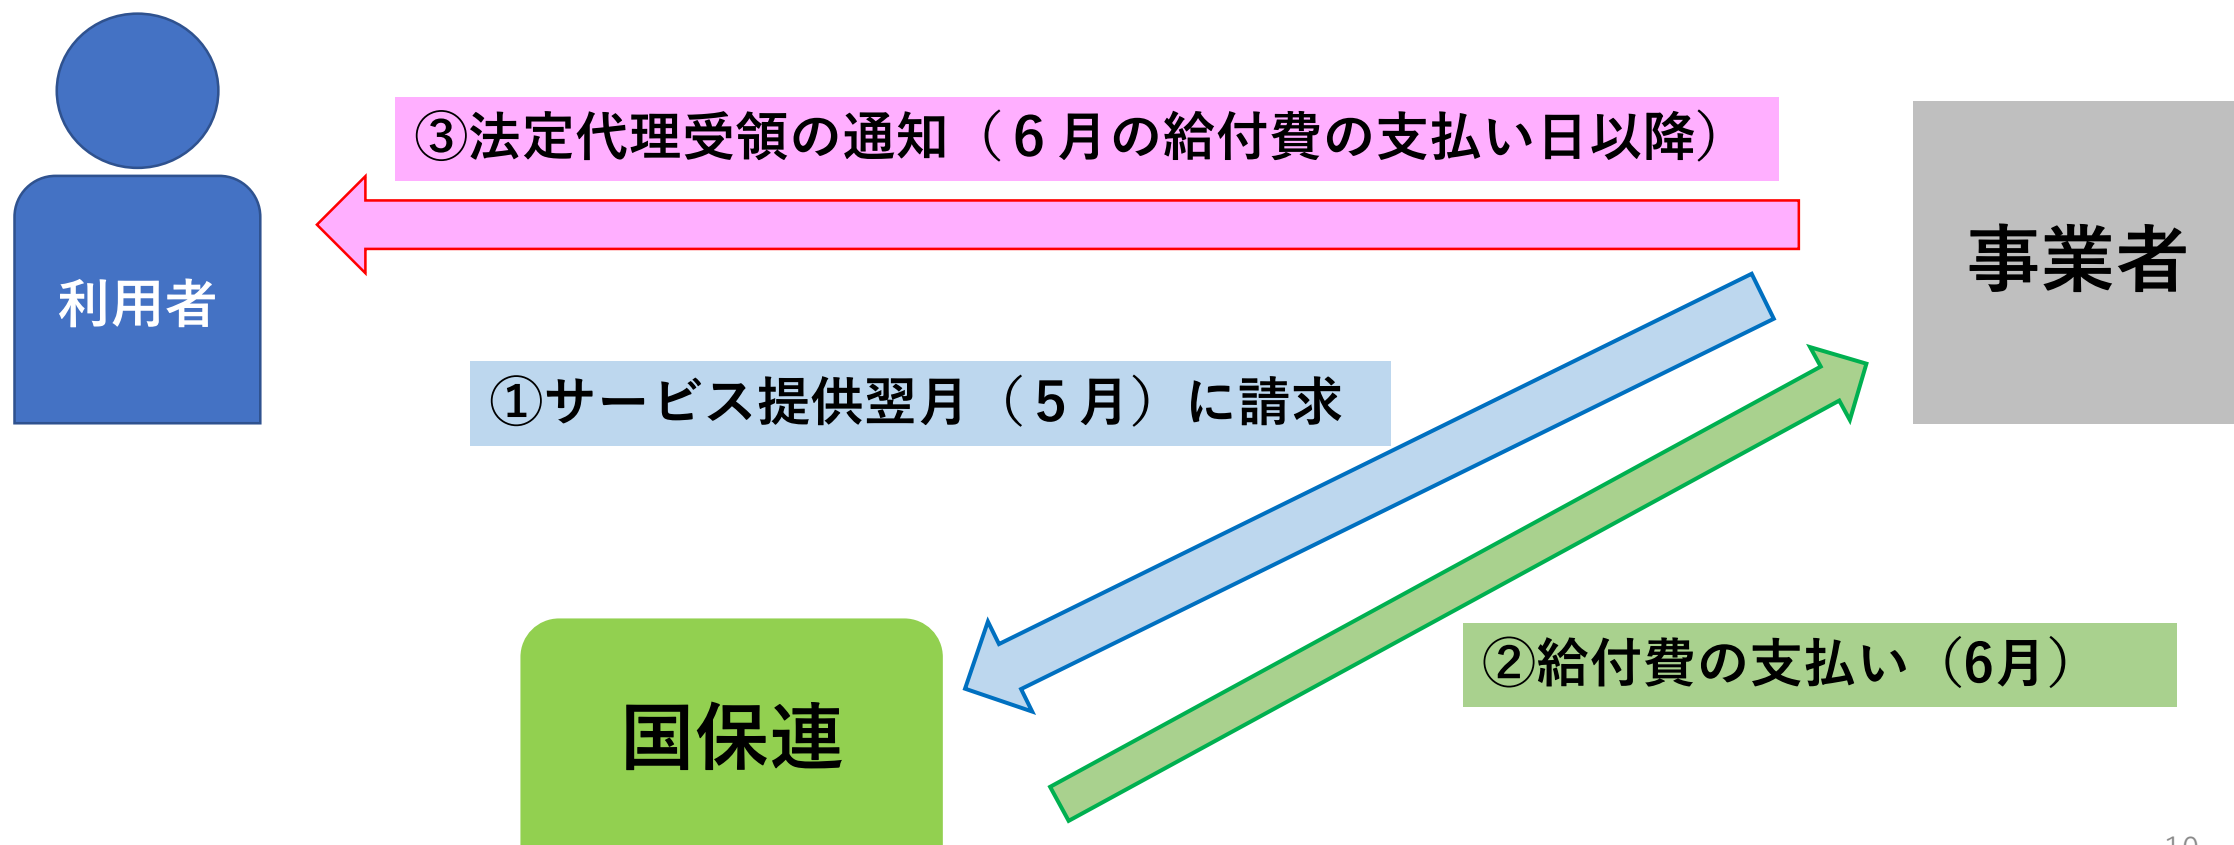 ③法定代理受領の通知（６月の給付費の支払い日以降）
事業者
利用者
①サービス提供翌月（５月）に請求
②給付費の支払い（6月）
国保連
10